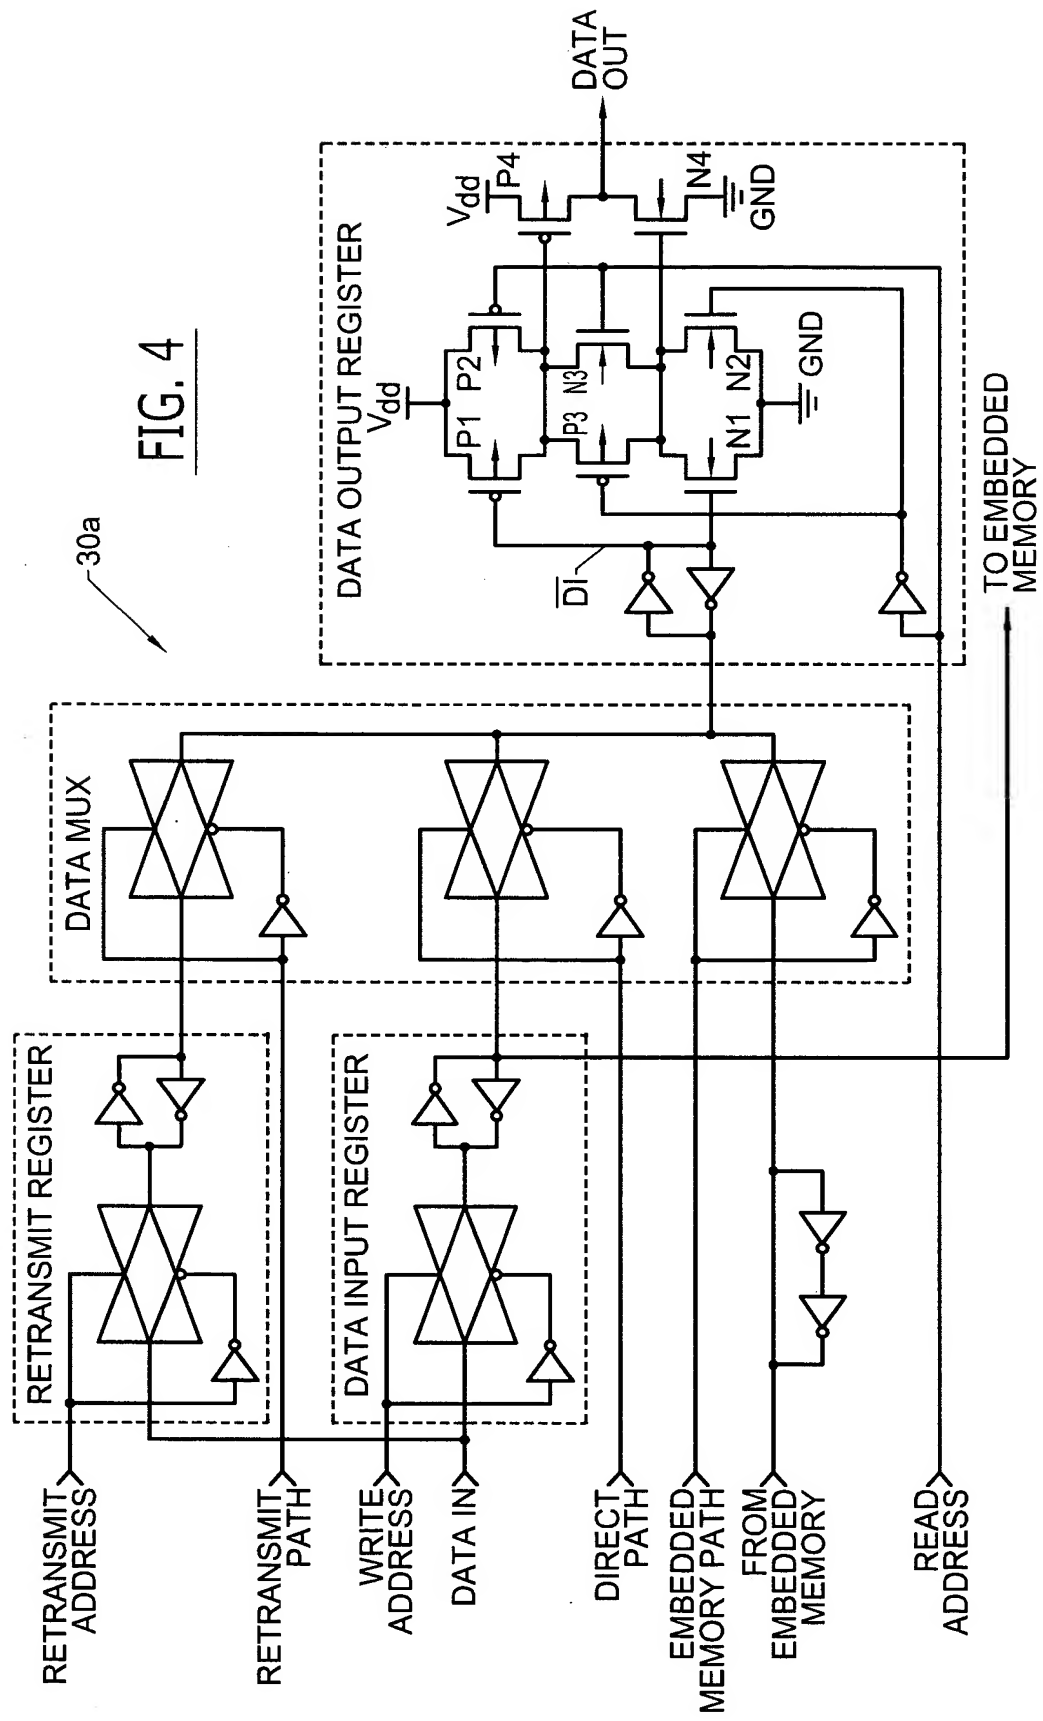 FIG. 4
30a
RETRANSMIT REGISTER
DATA MUX
DATA OUTPUT REGISTER
DATA INPUT REGISTER
RETRANSMIT
ADDRESS
RETRANSMIT
PATH
WRITE
ADDRESS
DATA IN
DIRECT
PATH
EMBEDDED
MEMORY PATH
FROM
EMBEDDED
MEMORY
READ
ADDRESS
Vdd
P1
P2
P3
N3
N1
N2
GND
Vdd
P4
N4
GND
DI
DATA
OUT
TO EMBEDDED
MEMORY